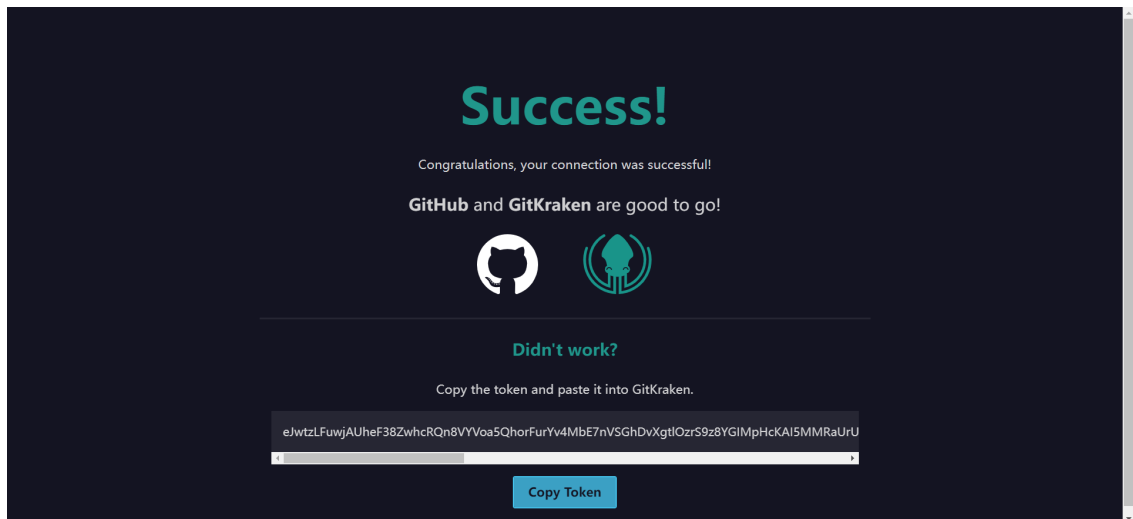 Success!
Congratulations, your connection was successful!
GitHub and GitKraken are good to go!
Didn't work?
Copy the token and paste it into GitKraken.
eJwtzLFuwjAUheF38ZwhcRQn8VYVoa5QhorFurYv4MbE7nVSGhDvXgtlOzrS9z8YGIMpHcKAI5MMRaUrU
Copy Token